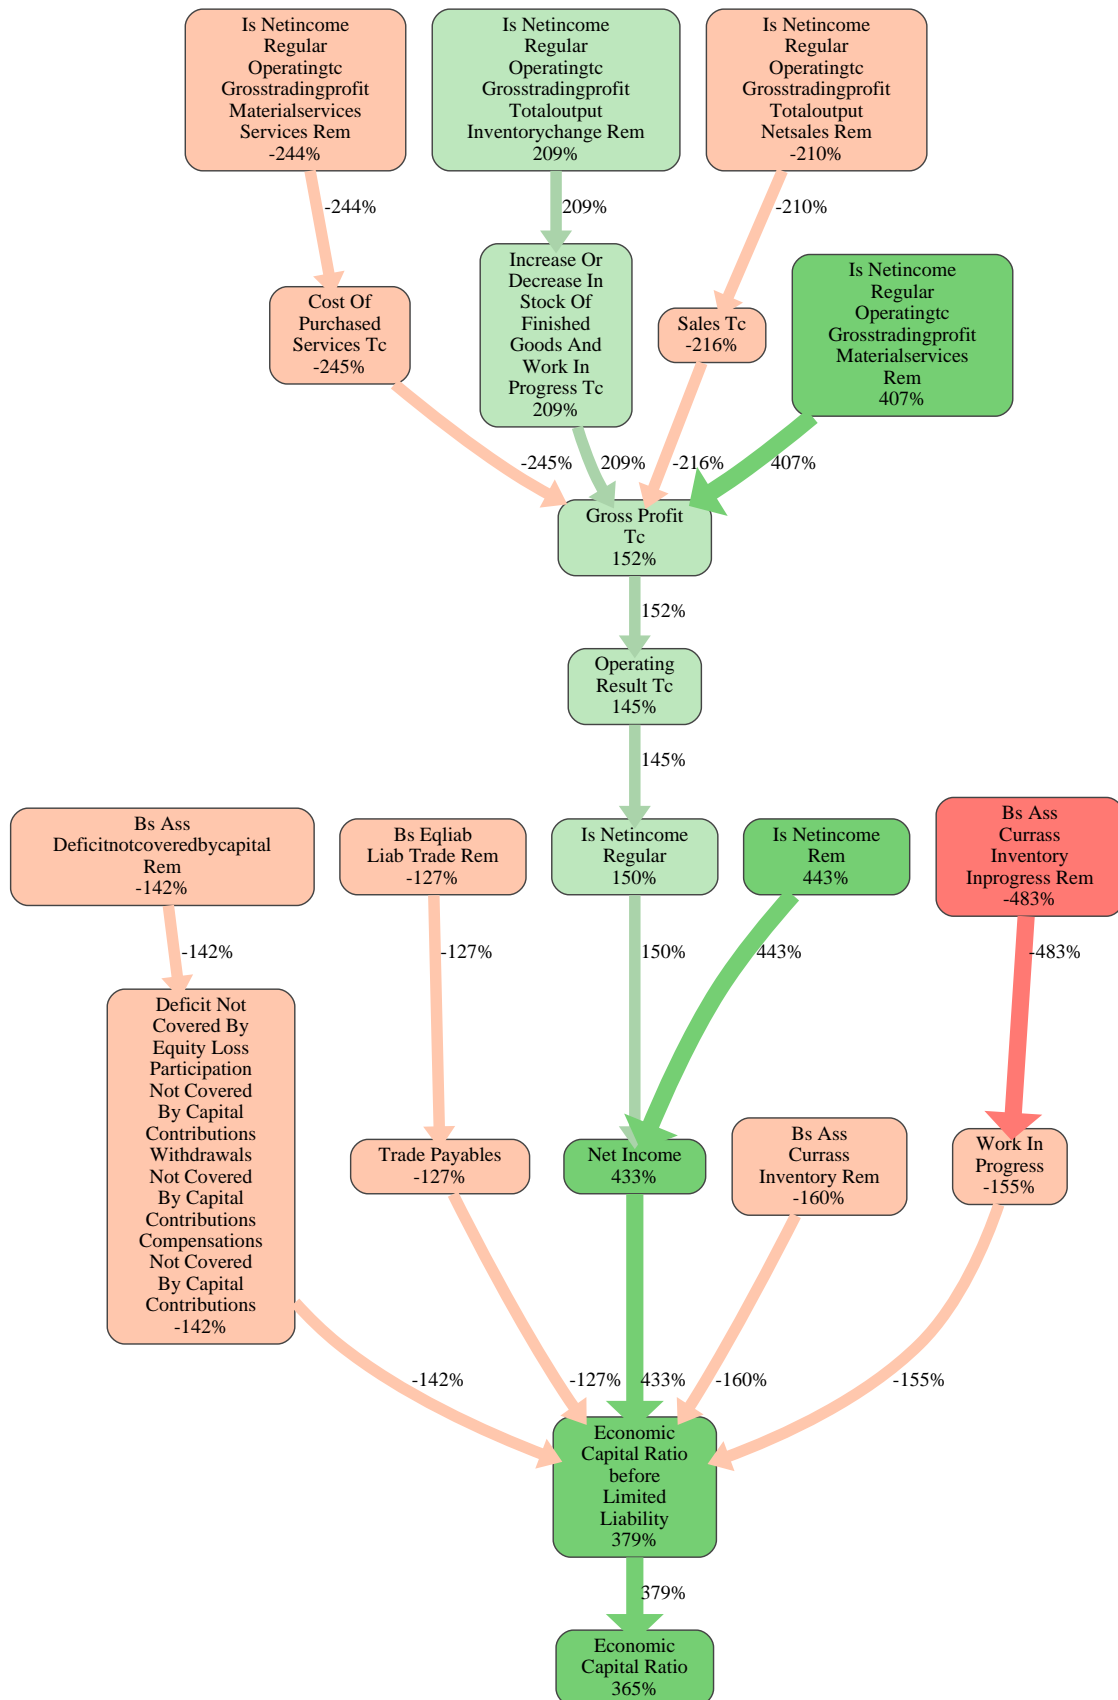 Is Netincome
Regular
Operatingtc
Grosstradingprofit
Materialservices
Services Rem
-244%
Is Netincome
Regular
Operatingtc
Grosstradingprofit
Totaloutput
Inventorychange Rem
209%
Is Netincome
Regular
Operatingtc
Grosstradingprofit
Totaloutput
Netsales Rem
-210%
-244%
209%
-210%
Cost Of
Purchased
Services Tc
-245%
Increase Or
Decrease In
Stock Of
Finished
Goods And
Work In
Progress Tc
209%
Sales Tc
-216%
Is Netincome
Regular
Operatingtc
Grosstradingprofit
Materialservices
Rem
407%
-245%
209%
-216%
407%
Gross Profit
Tc
152%
152%
Operating
Result Tc
145%
145%
Bs Ass
Deficitnotcoveredbycapital
Rem
-142%
Bs Eqliab
Liab Trade Rem
-127%
Is Netincome
Regular
150%
Is Netincome
Rem
443%
Bs Ass
Currass
Inventory
Inprogress Rem
-483%
-142%
-127%
150%
443%
-483%
Deficit Not
Covered By
Equity Loss
Participation
Not Covered
By Capital
Contributions
Withdrawals
Not Covered
By Capital
Contributions
Compensations
Not Covered
By Capital
Contributions
-142%
Trade Payables
-127%
Net Income
433%
Bs Ass
Currass
Inventory Rem
-160%
Work In
Progress
-155%
-142%
-127%
433%
-160%
-155%
Economic
Capital Ratio
before
Limited
Liability
379%
379%
Economic
Capital Ratio
365%